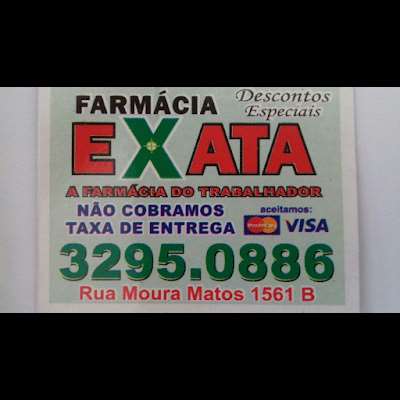 FARMÁCIA
Descontos
Especiais
EXATA
A FARMÁCIA DO TRABALHADOR
NÃO COBRAMOS
TAXA DE ENTREGA
aceitamos:
MasterCard VISA
3295.0886
Rua Moura Matos 1561 B